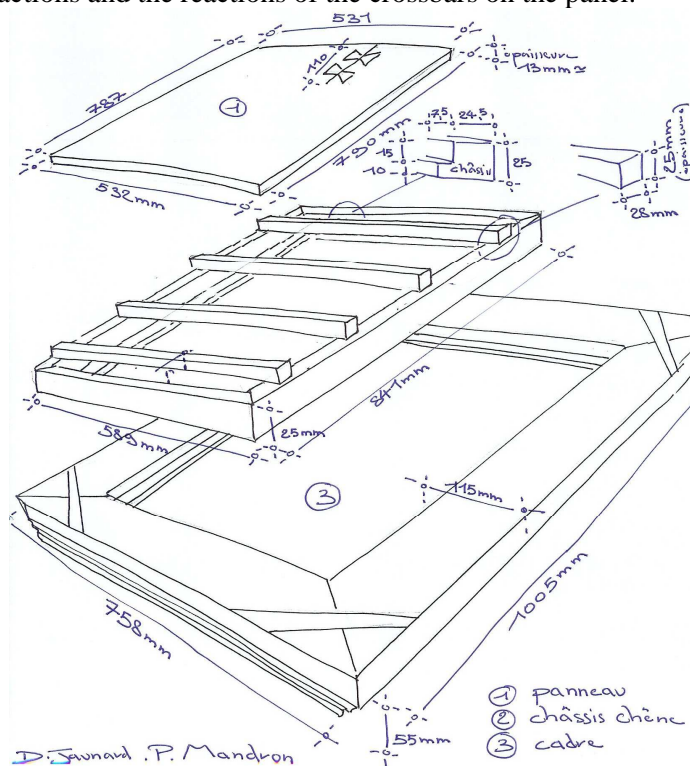 actions and the reactions of the crossbars on the panel.
531
787
110
épaisseur
13mm ≃
①
532mm
790mm
7,5 24,5
15
10
châssis
25
25mm
(épaisseur)
28mm
589mm
25mm
841mm
③
115mm
758mm
1005mm
55mm
① panneau
② châssis chêne
③ cadre
D. Jaunard . P. Mandron